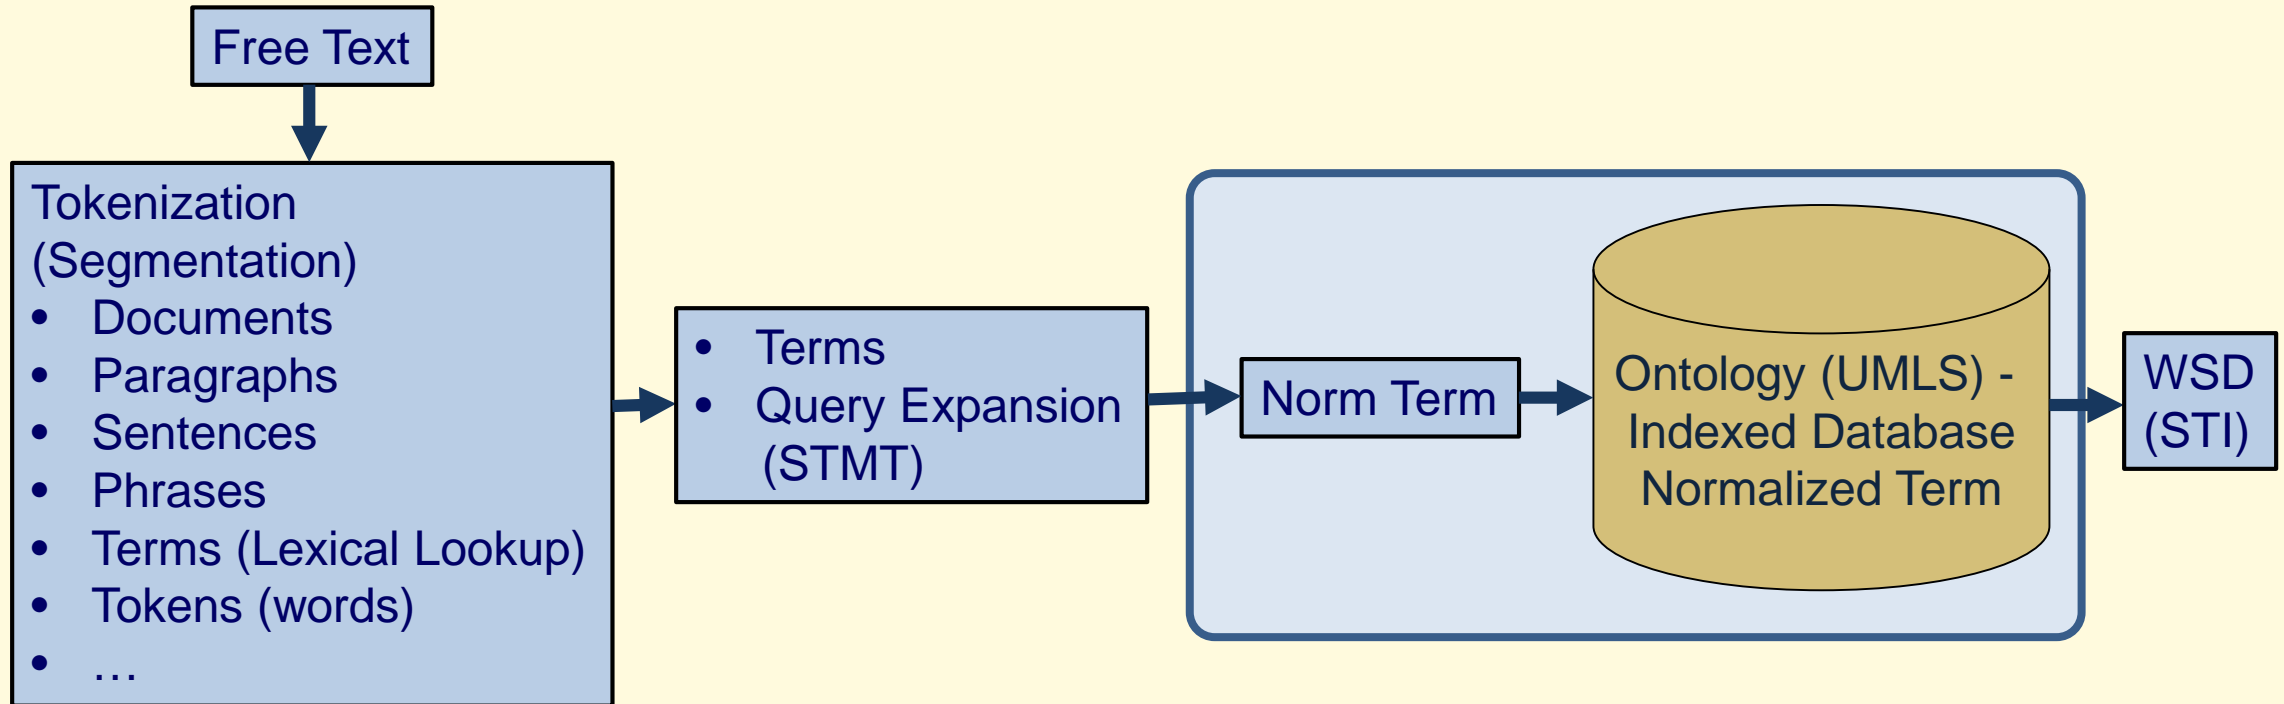 Free Text
Tokenization
(Segmentation)
• Documents
• Paragraphs
• Sentences
• Phrases
• Terms (Lexical Lookup)
• Tokens (words)
• …
• Terms
• Query Expansion
(STMT)
Norm Term
Ontology (UMLS) -
Indexed Database
Normalized Term
WSD
(STI)